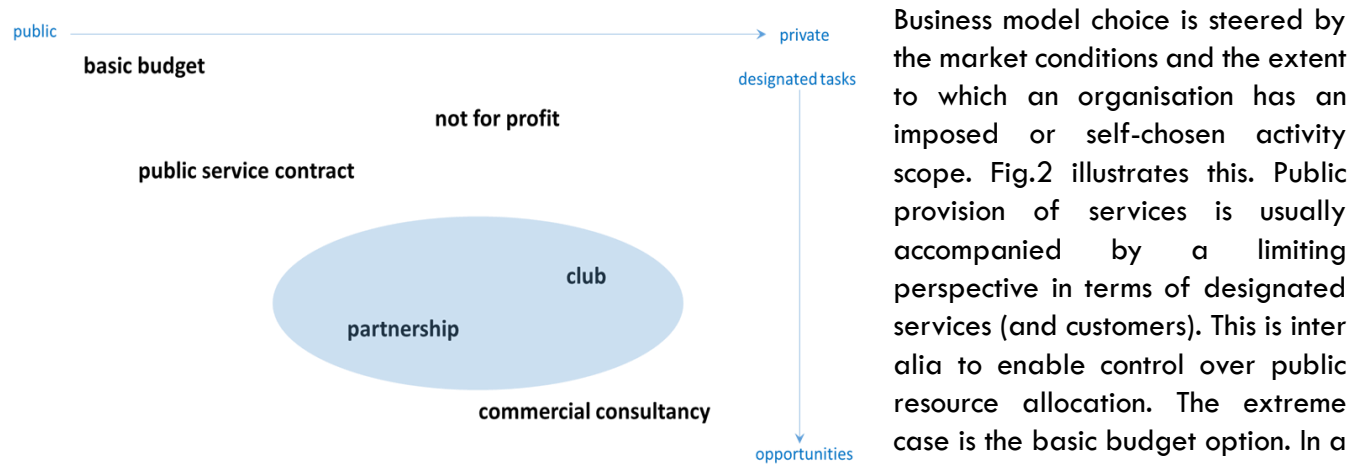 public
private
basic budget
designated tasks
not for profit
public service contract
club
partnership
commercial consultancy
opportunities
Business model choice is steered by
the market conditions and the extent
to which an organisation has an
imposed or self-chosen activity
scope. Fig.2 illustrates this. Public
provision of services is usually
accompanied by a limiting
perspective in terms of designated
services (and customers). This is inter
alia to enable control over public
resource allocation. The extreme
case is the basic budget option. In a